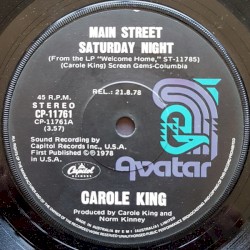 MAIN STREET
SATURDAY NIGHT
(From the LP "Welcome Home," ST-11785)
(Carole King) Screen Gems-Columbia
45 R.P.M.
STEREO
CP-11761
CP-11761A
(3.57)
REL.: 21.8.78
Sound Recording by
Capitol Records Inc., U.S.A.
First Published ℗ ©1978
in U.S.A.
Avatar
Capitol
CAROLE KING
Produced by Carole King and
Norm Kinney